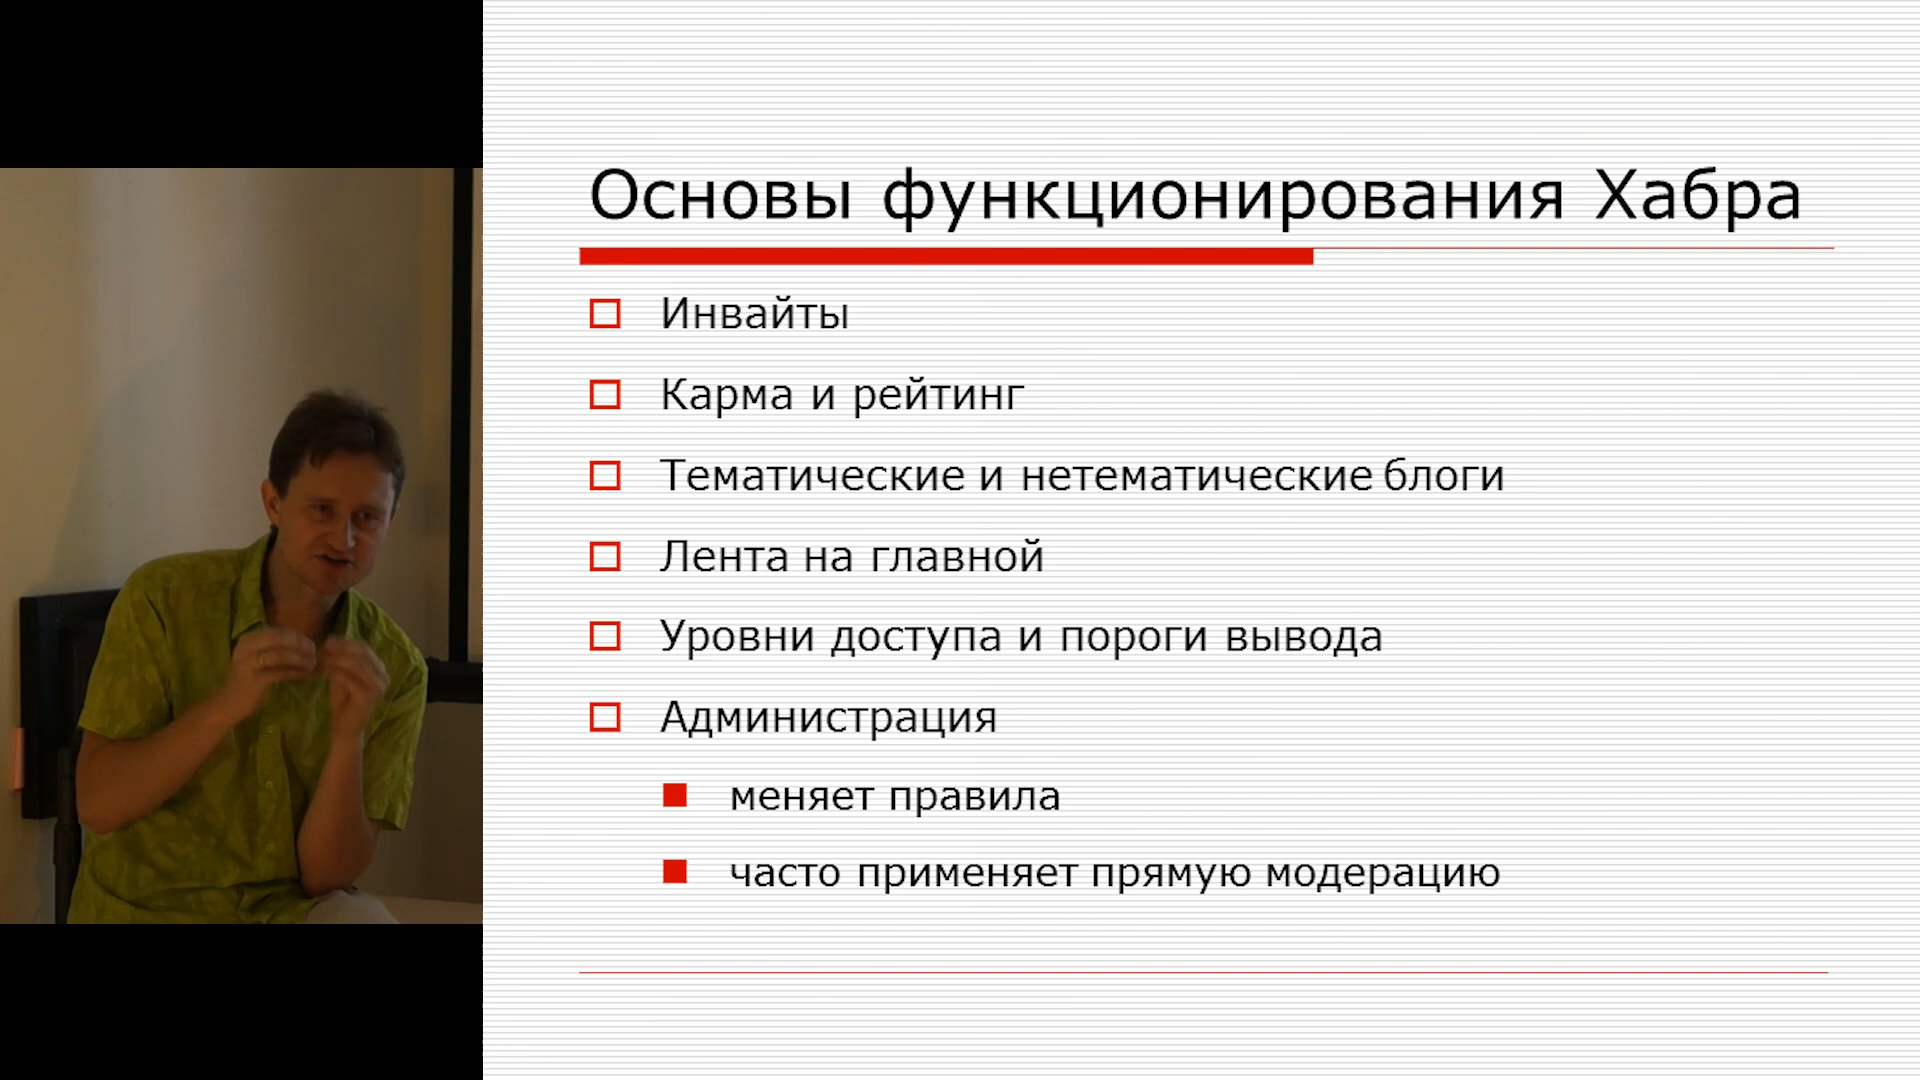 Основы функционирования Хабра
Инвайты
Карма и рейтинг
Тематические и нетематические блоги
Лента на главной
Уровни доступа и пороги вывода
Администрация
меняет правила
часто применяет прямую модерацию